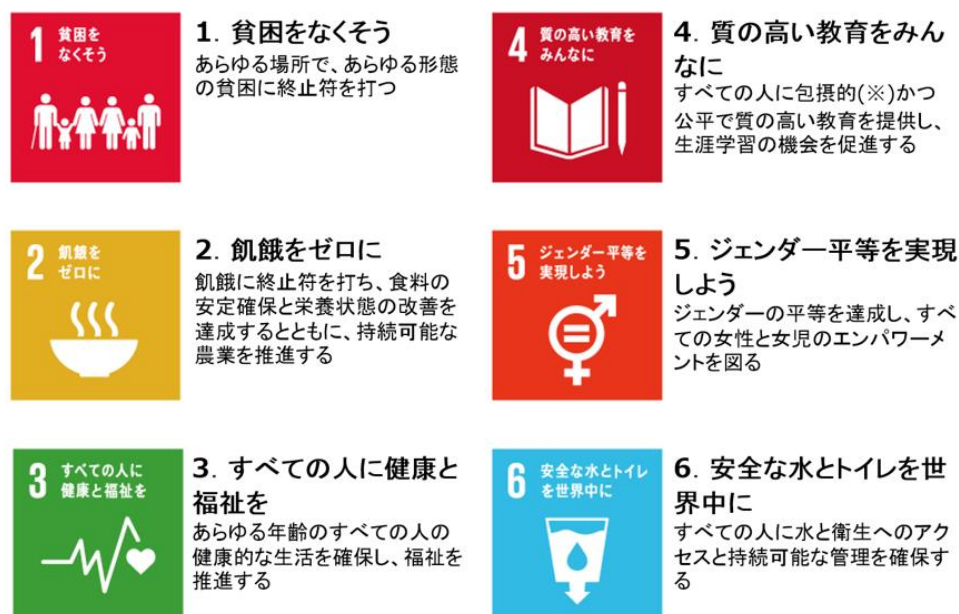 1 貧困を
なくそう
1. 貧困をなくそう
あらゆる場所で、あらゆる形態
の貧困に終止符を打つ
2 飢餓を
ゼロに
2. 飢餓をゼロに
飢餓に終止符を打ち、食料の
安定確保と栄養状態の改善を
達成するとともに、持続可能な
農業を推進する
3 すべての人に
健康と福祉を
3. すべての人に健康と
福祉を
あらゆる年齢のすべての人の
健康的な生活を確保し、福祉を
推進する
4 質の高い教育を
みんなに
4. 質の高い教育をみん
なに
すべての人に包摂的(※)かつ
公平で質の高い教育を提供し、
生涯学習の機会を促進する
5 ジェンダー平等を
実現しよう
5. ジェンダー平等を実現
しよう
ジェンダーの平等を達成し、すべ
ての女性と女児のエンパワーメ
ントを図る
6 安全な水とトイレ
を世界中に
6. 安全な水とトイレを世
界中に
すべての人に水と衛生へのアク
セスと持続可能な管理を確保す
る